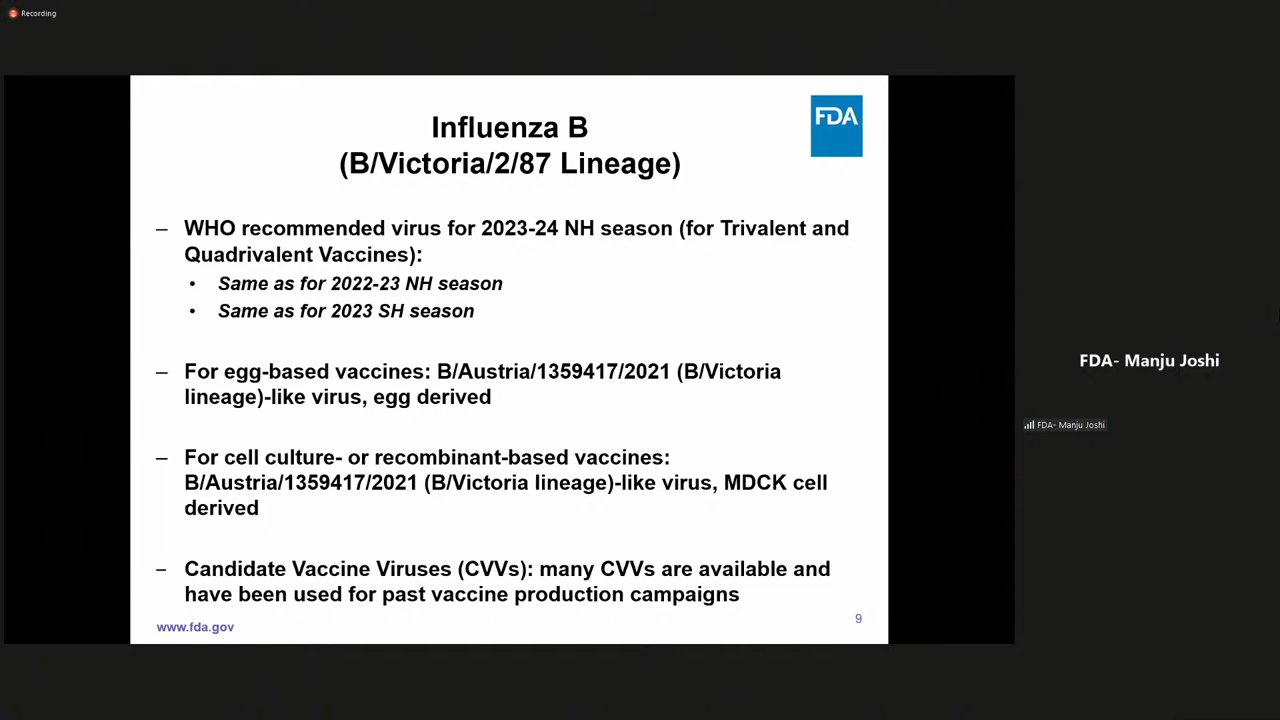 Recording
FDA
Influenza B
(B/Victoria/2/87 Lineage)
– WHO recommended virus for 2023-24 NH season (for Trivalent and
Quadrivalent Vaccines):
• Same as for 2022-23 NH season
• Same as for 2023 SH season
– For egg-based vaccines: B/Austria/1359417/2021 (B/Victoria
lineage)-like virus, egg derived
– For cell culture- or recombinant-based vaccines:
B/Austria/1359417/2021 (B/Victoria lineage)-like virus, MDCK cell
derived
– Candidate Vaccine Viruses (CVVs): many CVVs are available and
have been used for past vaccine production campaigns
www.fda.gov
9
FDA- Manju Joshi
FDA- Manju Joshi